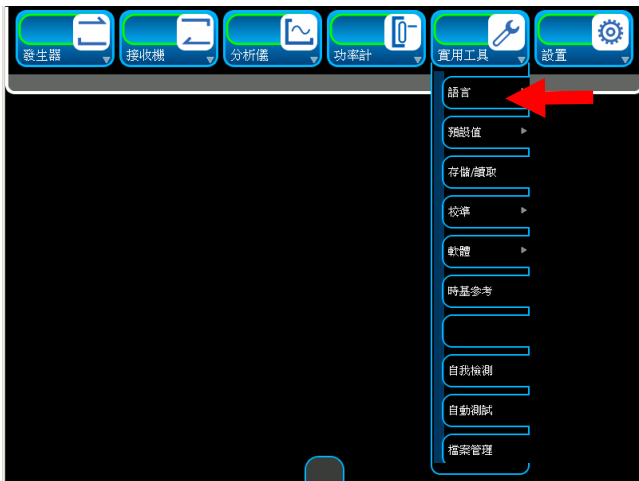 發生器
接收機
分析儀
功率計
實用工具
設置
語言
預設值
存儲/讀取
校準
軟體
時基參考
自我檢測
自動測試
檔案管理